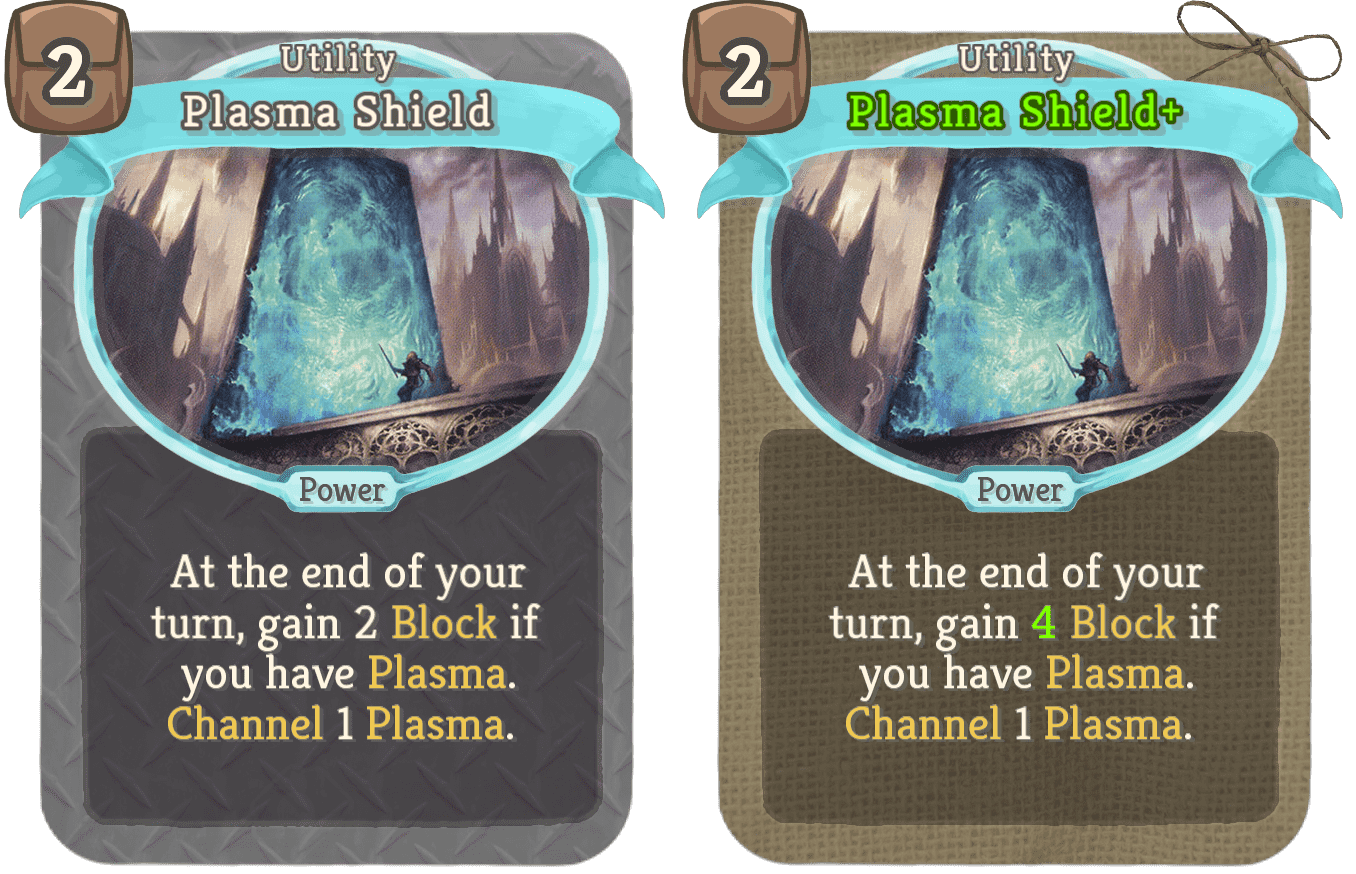 2
Utility
Plasma Shield
Power
At the end of your
turn, gain 2 Block if
you have Plasma.
Channel 1 Plasma.
2
Utility
Plasma Shield+
Power
At the end of your
turn, gain 4 Block if
you have Plasma.
Channel 1 Plasma.